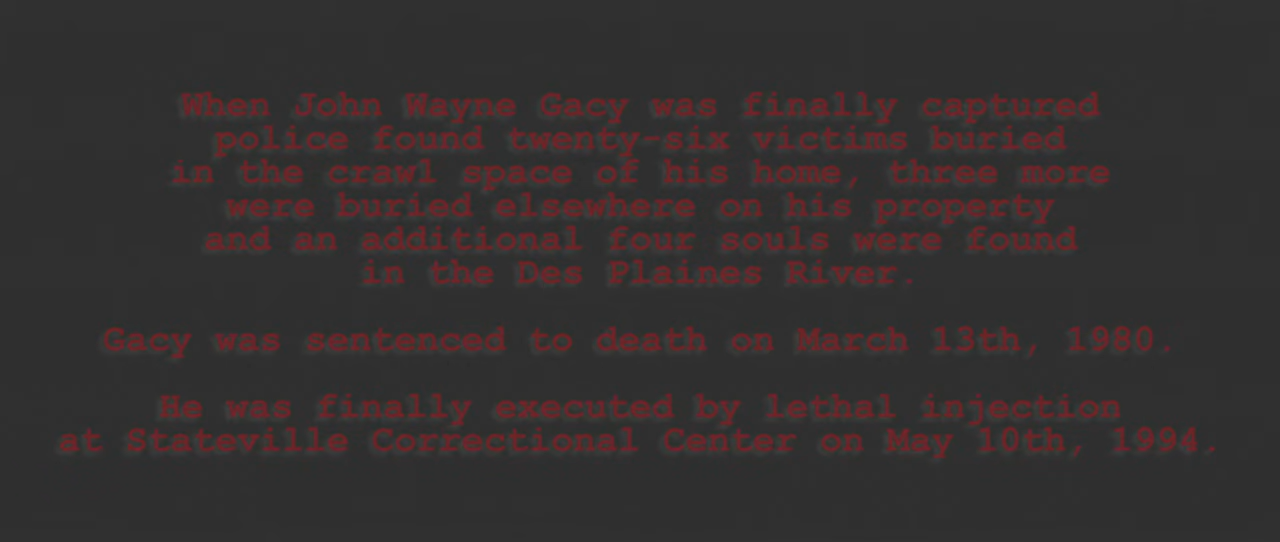 When John Wayne Gacy was finally captured
police found twenty-six victims buried
in the crawl space of his home, three more
were buried elsewhere on his property
and an additional four souls were found
in the Des Plaines River.
Gacy was sentenced to death on March 13th, 1980.
He was finally executed by lethal injection
at Stateville Correctional Center on May 10th, 1994.